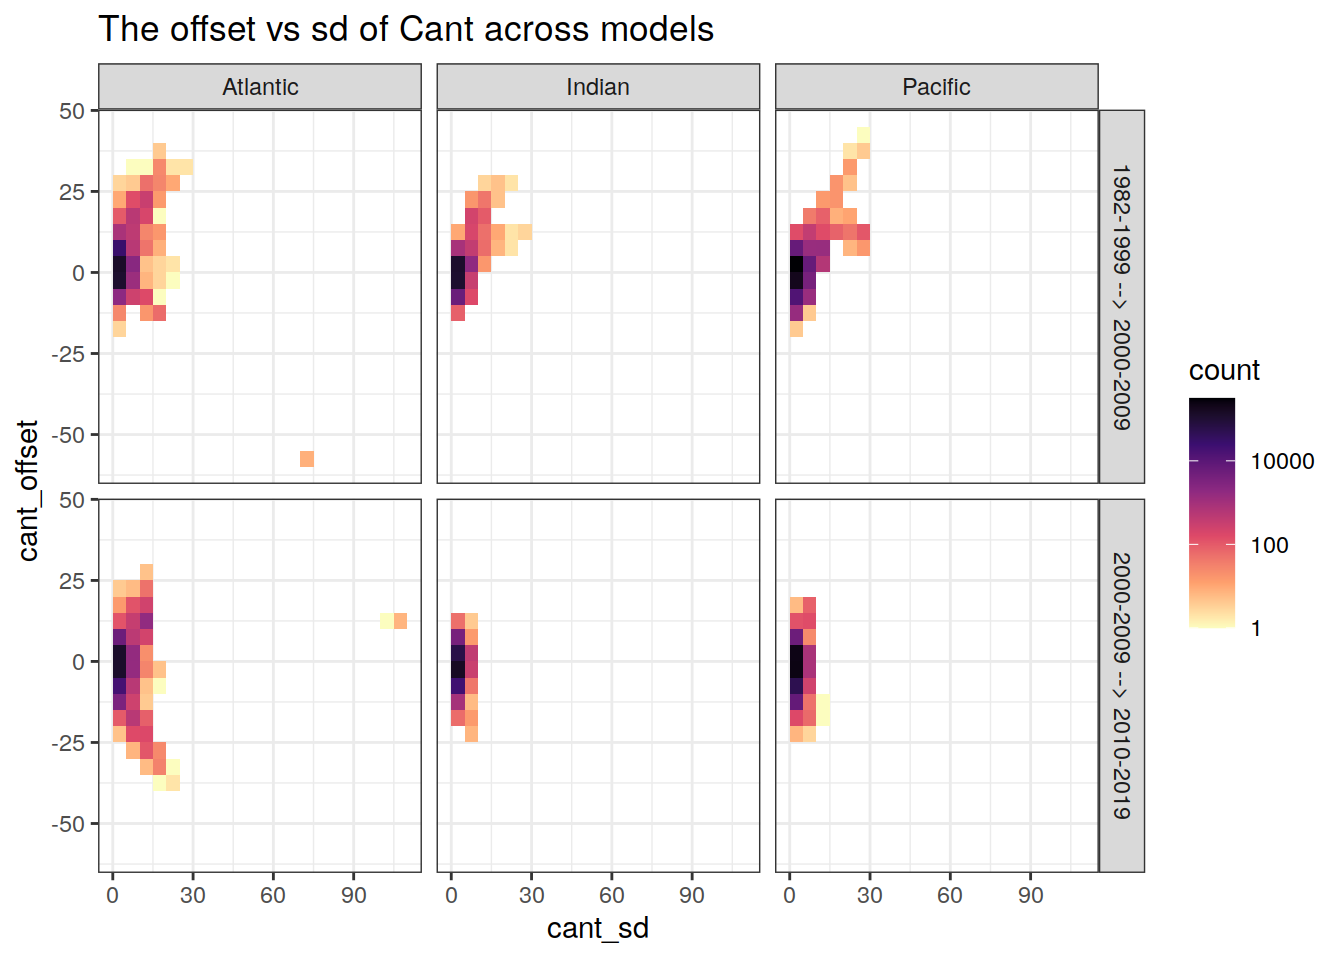 The offset vs sd of Cant across models
Atlantic
Indian
Pacific
50
25
0
-25
-50
1982-1999 --> 2000-2009
50
25
0
-25
-50
2000-2009 --> 2010-2019
cant_offset
0 30 60 90
0 30 60 90
0 30 60 90
cant_sd
count
10000
100
1